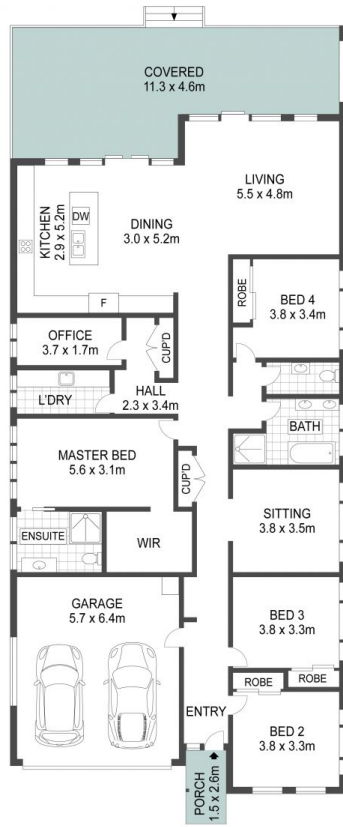 COVERED
11.3 x 4.6m
LIVING
5.5 x 4.8m
KITCHEN
2.9 x 5.2m
DW
DINING
3.0 x 5.2m
F
ROBE
BED 4
3.8 x 3.4m
OFFICE
3.7 x 1.7m
CUP'D
L'DRY
HALL
2.3 x 3.4m
BATH
MASTER BED
5.6 x 3.1m
CUP'D
SITTING
3.8 x 3.5m
ENSUITE
WIR
GARAGE
5.7 x 6.4m
BED 3
3.8 x 3.3m
ROBE
ROBE
ENTRY
BED 2
3.8 x 3.3m
PORCH
1.5 x 2.6m